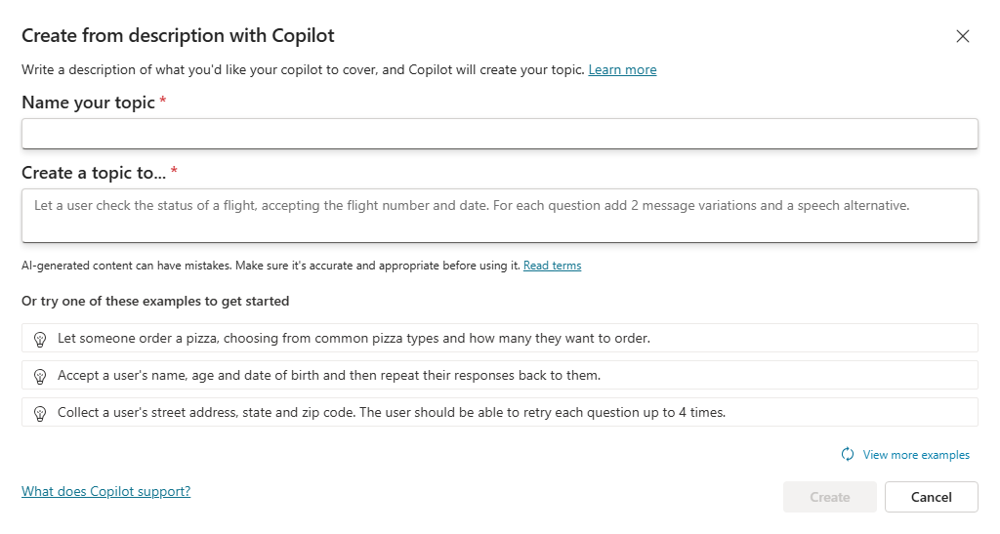 Create from description with Copilot
Write a description of what you'd like your copilot to cover, and Copilot will create your topic. Learn more
Name your topic *
Create a topic to... *
Let a user check the status of a flight, accepting the flight number and date. For each question add 2 message variations and a speech alternative.
AI-generated content can have mistakes. Make sure it's accurate and appropriate before using it. Read terms
Or try one of these examples to get started
Let someone order a pizza, choosing from common pizza types and how many they want to order.
Accept a user's name, age and date of birth and then repeat their responses back to them.
Collect a user's street address, state and zip code. The user should be able to retry each question up to 4 times.
View more examples
What does Copilot support?
Create
Cancel